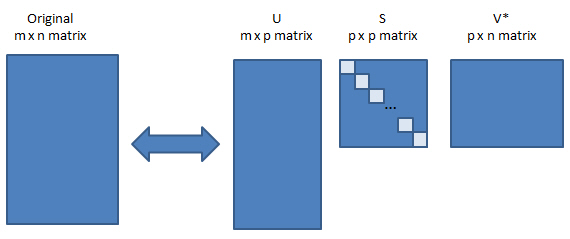 Original
m x n matrix
U
m x p matrix
S
p x p matrix
V*
p x n matrix
...